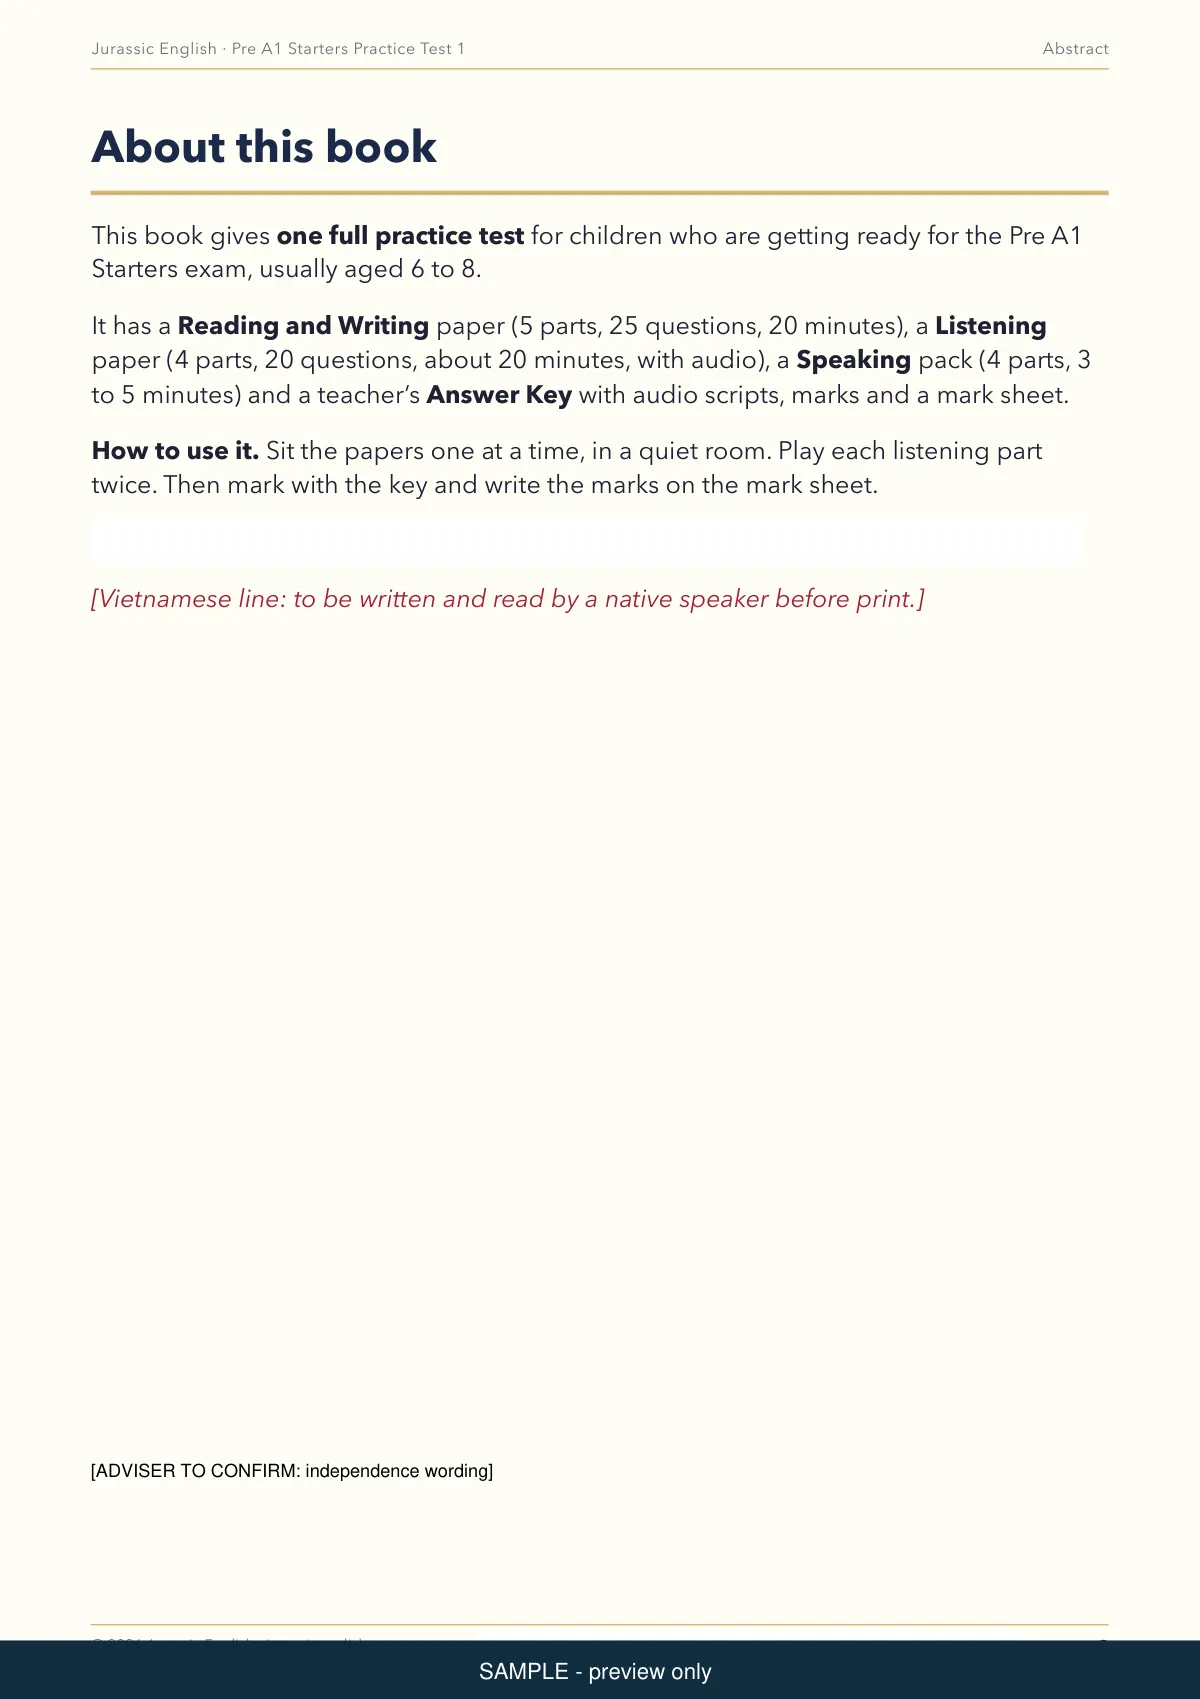 Jurassic English · Pre A1 Starters Practice Test 1 Abstract
About this book
This book gives one full practice test for children who are getting ready for the Pre A1
Starters exam, usually aged 6 to 8.
It has a Reading and Writing paper (5 parts, 25 questions, 20 minutes), a Listening
paper (4 parts, 20 questions, about 20 minutes, with audio), a Speaking pack (4 parts, 3
to 5 minutes) and a teacher’s Answer Key with audio scripts, marks and a mark sheet.
How to use it. Sit the papers one at a time, in a quiet room. Play each listening part
twice. Then mark with the key and write the marks on the mark sheet.
[Vietnamese line: to be written and read by a native speaker before print.]
[ADVISER TO CONFIRM: independence wording]
SAMPLE - preview only